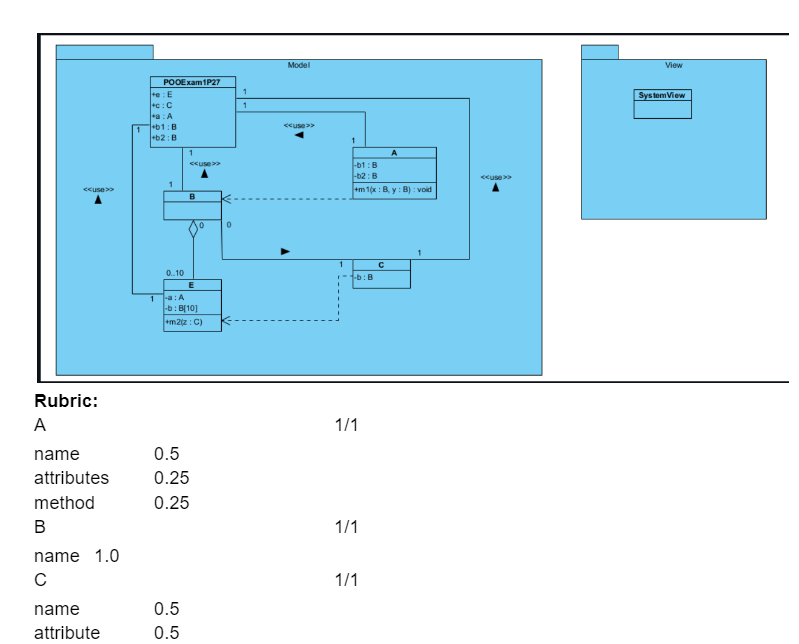 Model
View
POOExam1P27
+e : E
+c : C
+a : A
+b1 : B
+b2 : B
1
1
1
1
<<use>>
1
A
-b1 : B
-b2 : B
+m1(x : B, y : B) : void
<<use>>
<<use>>
<<use>>
1
B
0
0
0..10
1
E
-a : A
-b : B[10]
+m2(z : C)
1
1
C
-b : B
SystemView
Rubric:
A 1/1
name 0.5
attributes 0.25
method 0.25
B 1/1
name 1.0
C 1/1
name 0.5
attribute 0.5